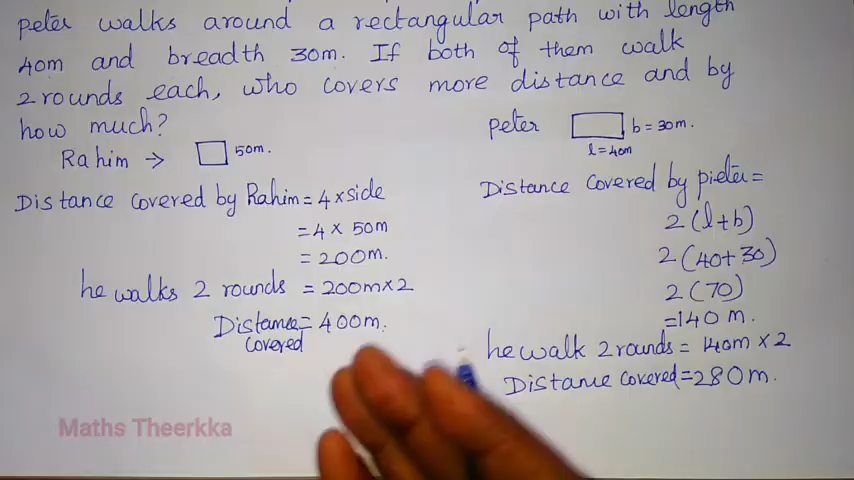 peter walks around a rectangular path with length
40m and breadth 30m. If both of them walk
2 rounds each, who covers more distance and by
how much?
Rahim → 50m.
Distance covered by Rahim = 4 × side
= 4 × 50m
= 200m.
he walks 2 rounds = 200m × 2
Distance = 400m.
covered
peter b = 30m.
l = 40m
Distance covered by pieter =
2 (l + b)
2 (40 + 30)
2 (70)
= 140 m.
he walk 2 rounds = 140m × 2
Distance covered = 280m.
Maths Theerkka